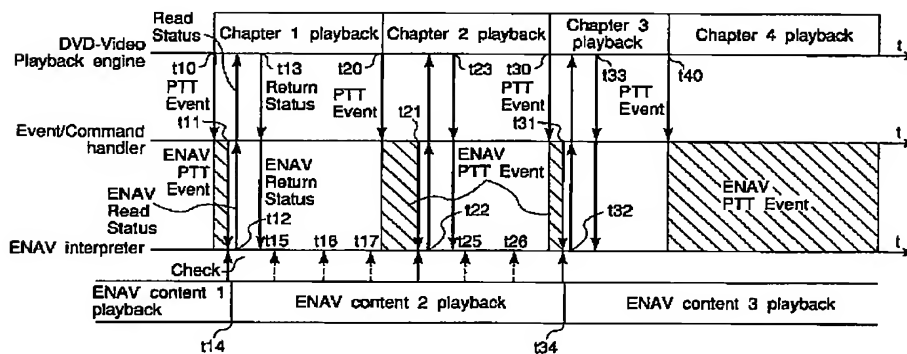 Read
Status
Chapter 1 playback
Chapter 2 playback
Chapter 3
playback
Chapter 4 playback
DVD-Video
Playback engine
t
t10
t13
t20
t23
t30
t33
t40
PTT
Event
Return
Status
PTT
Event
PTT
Event
PTT
Event
t11
t21
t31
Event/Command
handler
t
ENAV
PTT
Event
ENAV
Return
Status
ENAV
PTT Event
ENAV
PTT Event
ENAV
Read
Status
t12
t22
t32
ENAV interpreter
t15
t16
t17
t25
t26
t
Check
ENAV content 1
playback
ENAV content 2 playback
ENAV content 3 playback
t14
t34